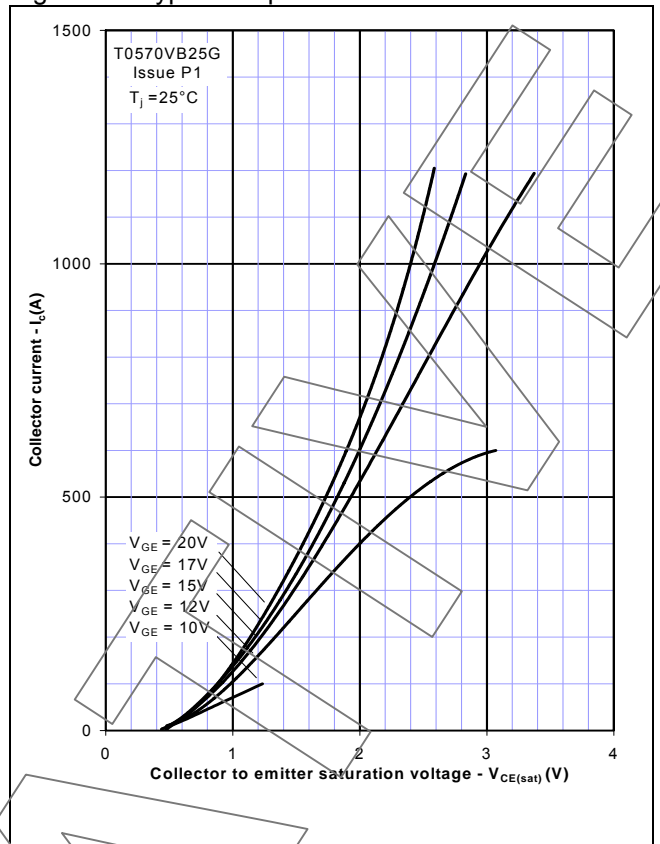 T0570VB25G
Issue P1
Tj =25°C
1500
1000
500
0
Collector current - Ic(A)
VGE = 20V
VGE = 17V
VGE = 15V
VGE = 12V
VGE = 10V
0 1 2 3 4
Collector to emitter saturation voltage - VCE(sat) (V)